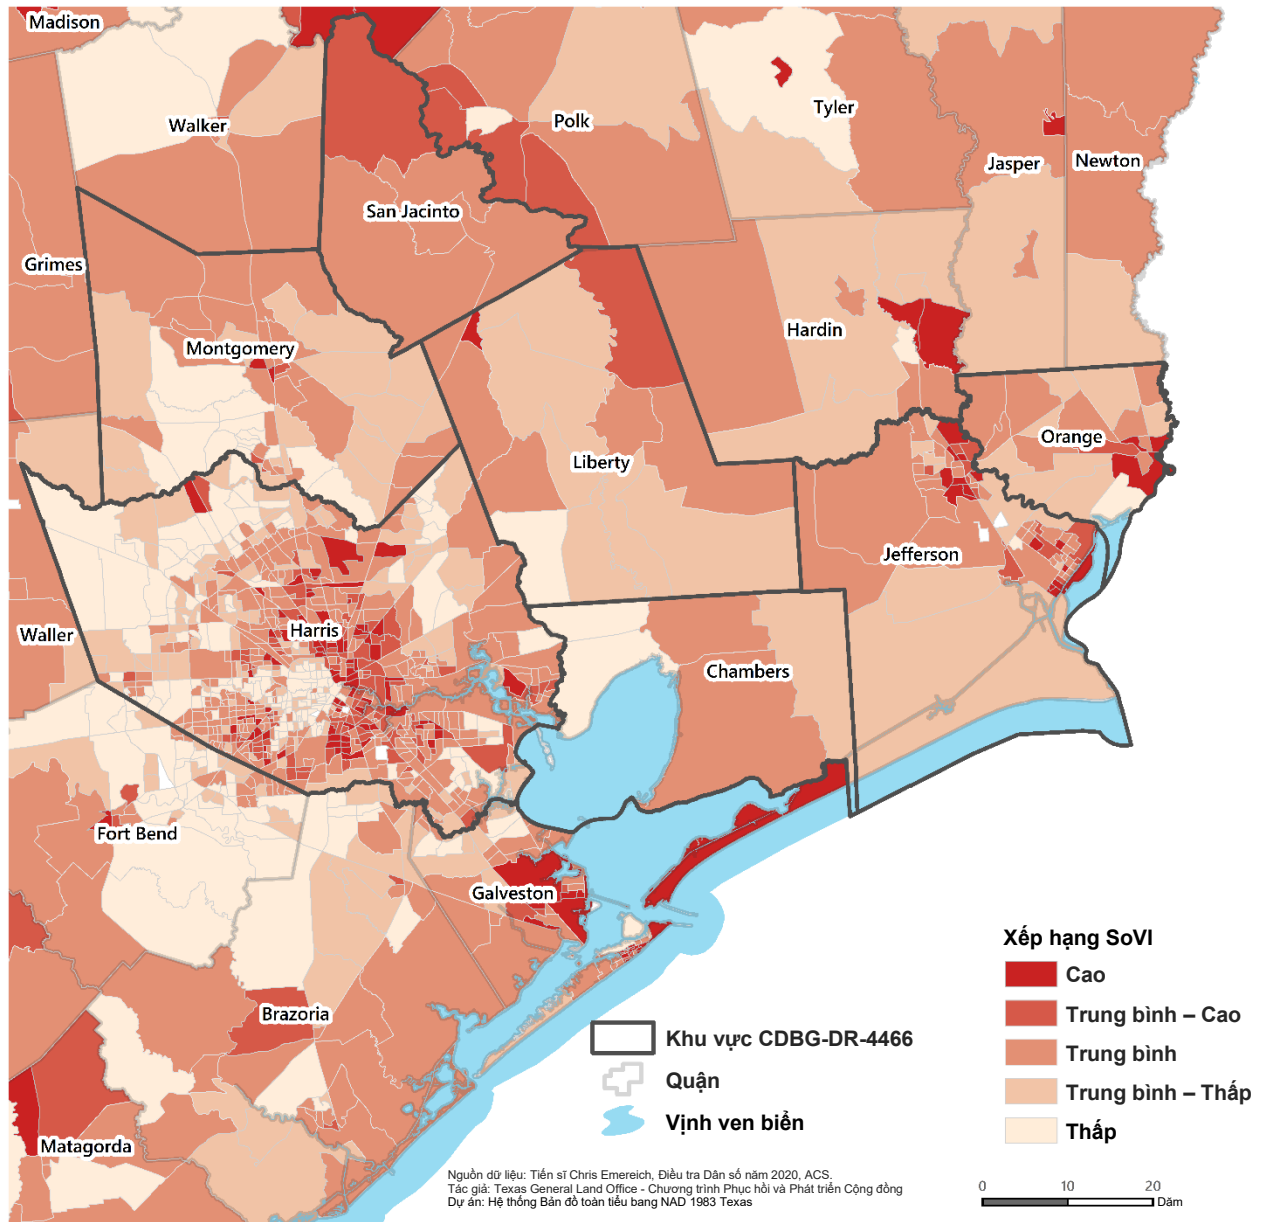 Madison
Walker
Polk
Tyler
Jasper
Newton
San Jacinto
Grimes
Hardin
Montgomery
Liberty
Orange
Jefferson
Harris
Waller
Chambers
Fort Bend
Galveston
Brazoria
Matagorda
Xếp hạng SoVI
Cao
Trung bình – Cao
Trung bình
Trung bình – Thấp
Thấp
Khu vực CDBG-DR-4466
Quận
Vịnh ven biển
Nguồn dữ liệu: Tiến sĩ Chris Emereich, Điều tra Dân số năm 2020, ACS.
Tác giả: Texas General Land Office - Chương trình Phục hồi và Phát triển Cộng đồng
Dự án: Hệ thống Bản đồ toàn tiểu bang NAD 1983 Texas
0 10 20
Dặm